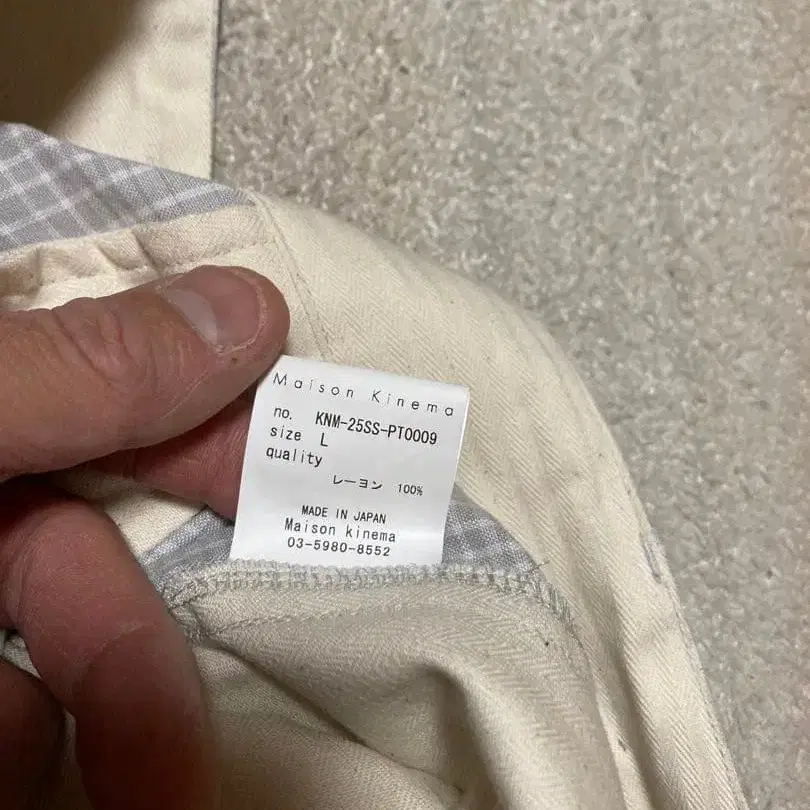 Maison Kinema
no. KNM-25SS-PT0009
size L
quality
レーヨン 100%
MADE IN JAPAN
Maison kinema
03-5980-8552